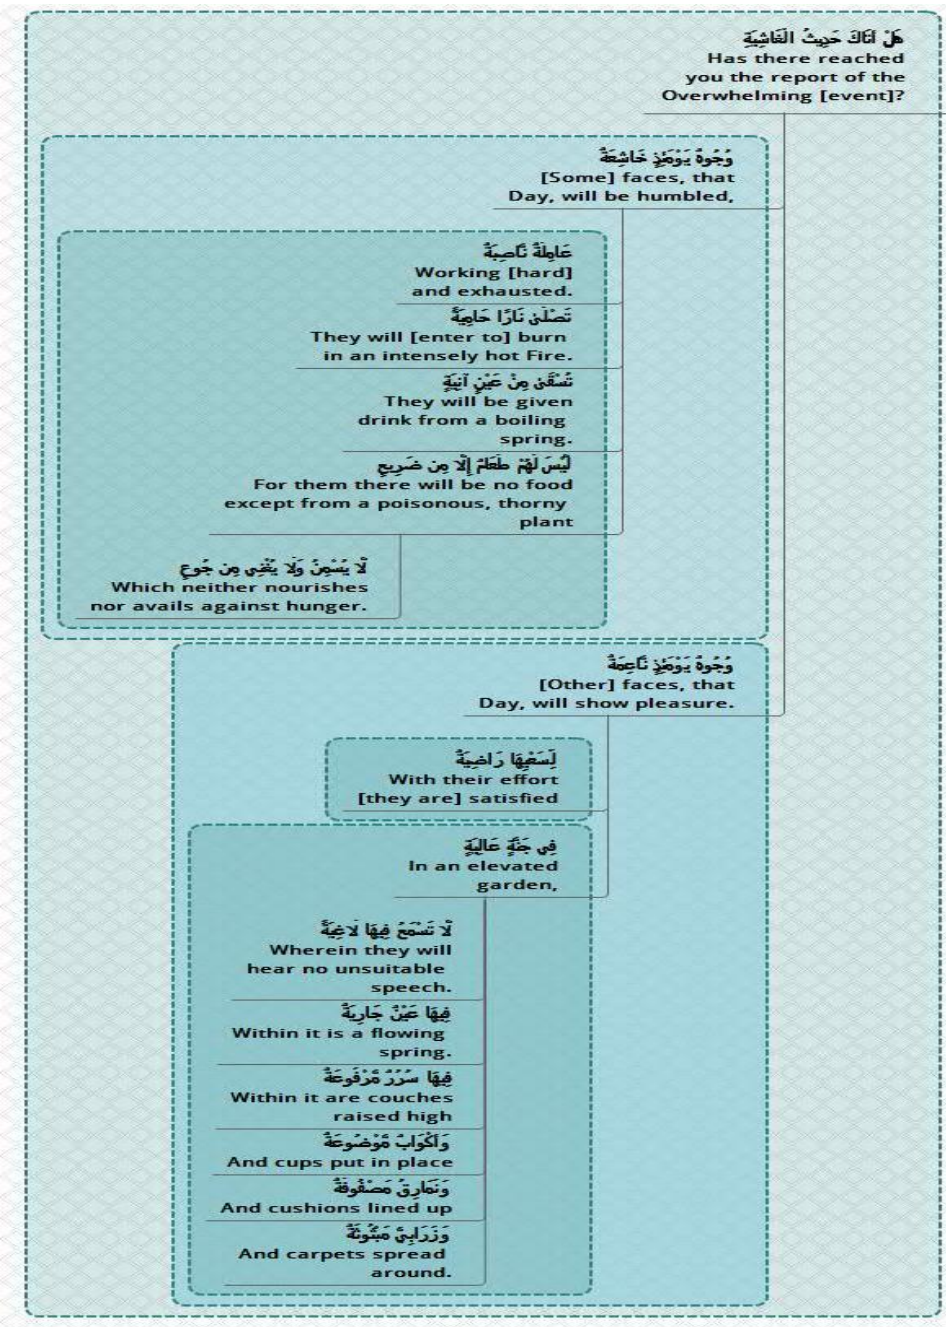 هَلْ أَتَاكَ حَدِيثُ الْغَاشِيَةِ
Has there reached
you the report of the
Overwhelming [event]?
وُجُوهٌ يَوْمَئِذٍ خَاشِعَةٌ
[Some] faces, that
Day, will be humbled,
عَامِلَةٌ نَّاصِبَةٌ
Working [hard]
and exhausted.
تَصْلَىٰ نَارًا حَامِيَةً
They will [enter to] burn
in an intensely hot Fire.
تُسْقَىٰ مِنْ عَيْنٍ آنِيَةٍ
They will be given
drink from a boiling
spring.
لَّيْسَ لَهُمْ طَعَامٌ إِلَّا مِن ضَرِيعٍ
For them there will be no food
except from a poisonous, thorny
plant
لَّا يُسْمِنُ وَلَا يُغْنِي مِن جُوعٍ
Which neither nourishes
nor avails against hunger.
وُجُوهٌ يَوْمَئِذٍ نَّاعِمَةٌ
[Other] faces, that
Day, will show pleasure.
لِّسَعْيِهَا رَاضِيَةٌ
With their effort
[they are] satisfied
فِي جَنَّةٍ عَالِيَةٍ
In an elevated
garden,
لَّا تَسْمَعُ فِيهَا لَاغِيَةً
Wherein they will
hear no unsuitable
speech.
فِيهَا عَيْنٌ جَارِيَةٌ
Within it is a flowing
spring.
فِيهَا سُرُرٌ مَّرْفُوعَةٌ
Within it are couches
raised high
وَأَكْوَابٌ مَّوْضُوعَةٌ
And cups put in place
وَنَمَارِقُ مَصْفُوفَةٌ
And cushions lined up
وَزَرَابِيُّ مَبْثُوثَةٌ
And carpets spread
around.